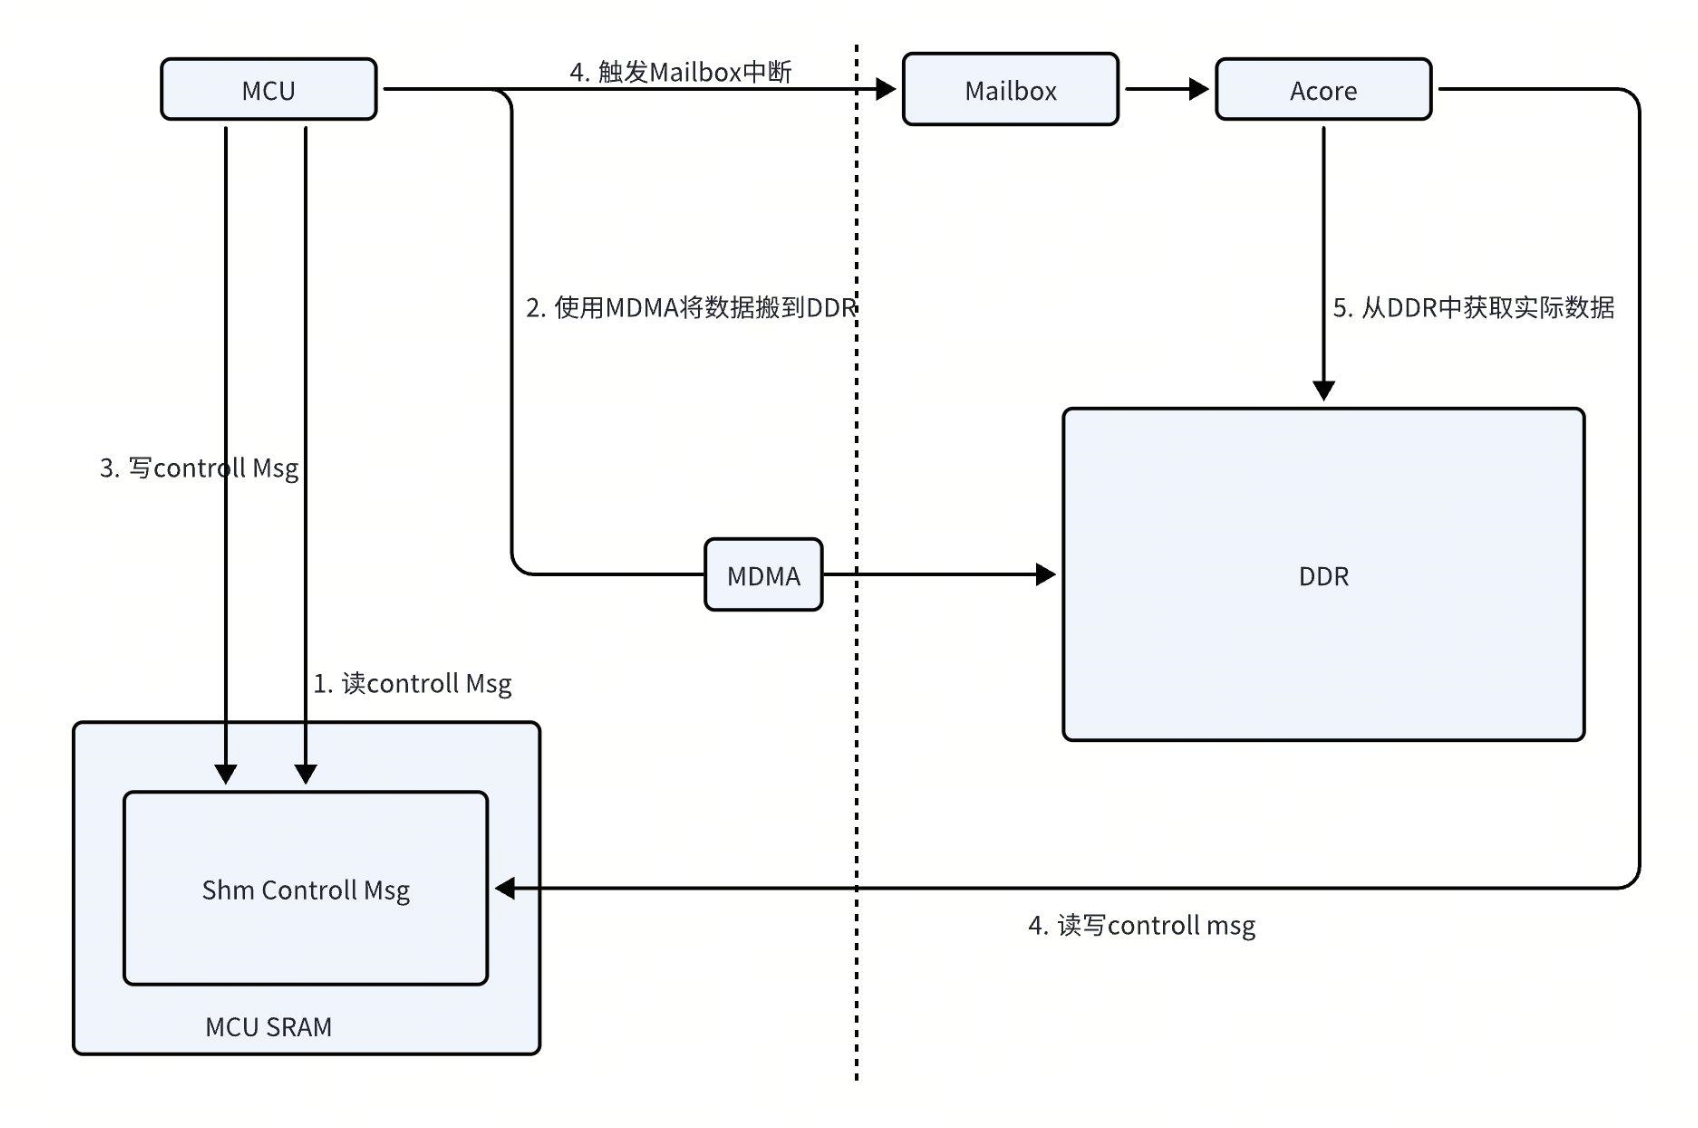 MCU
4. 触发Mailbox中断
Mailbox
Acore
2. 使用MDMA将数据搬到DDR
5. 从DDR中获取实际数据
3. 写controll Msg
MDMA
DDR
1. 读controll Msg
Shm Controll Msg
4. 读写controll msg
MCU SRAM